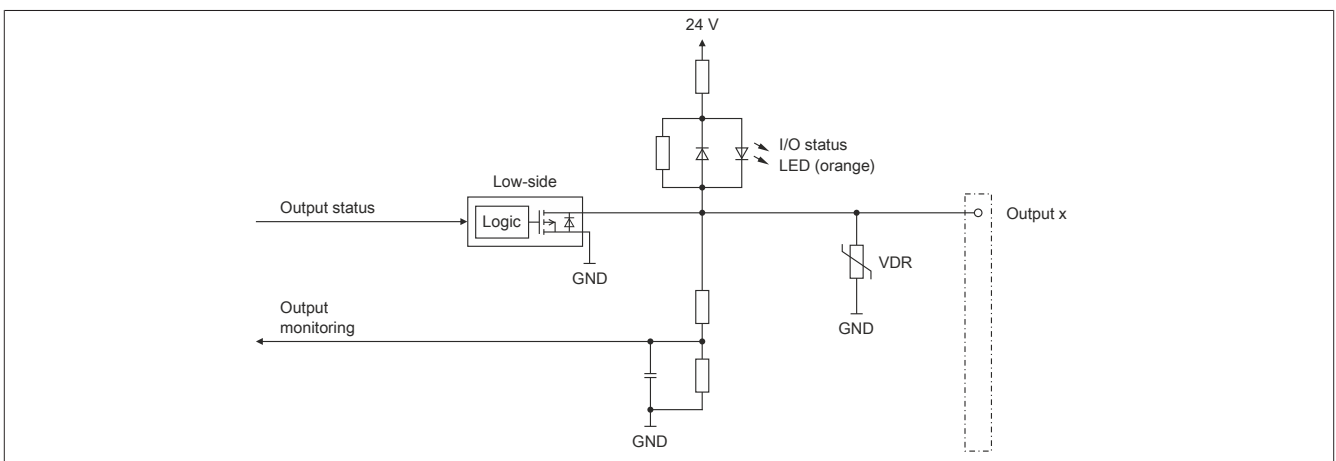 24 V
I/O status
LED (orange)
Low-side
Output status
Logic
Output x
VDR
GND
Output
monitoring
GND
GND